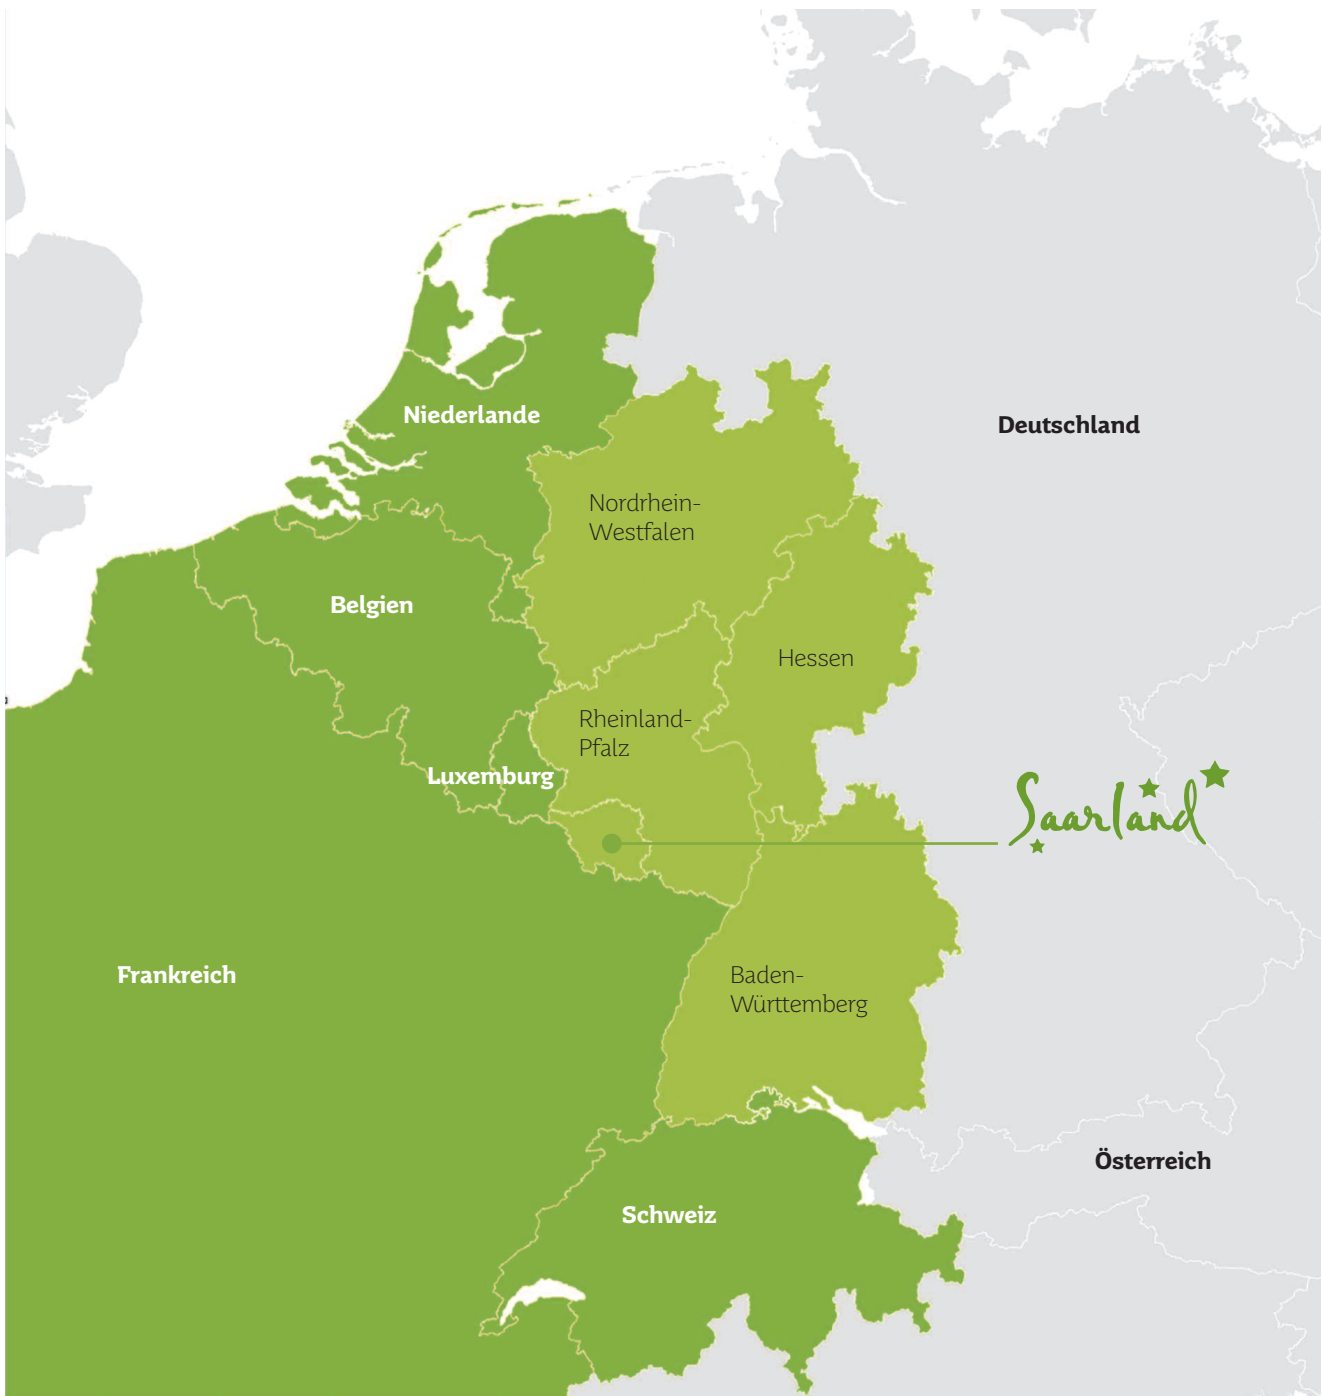 Niederlande
Deutschland
Nordrhein-
Westfalen
Belgien
Hessen
Rheinland-
Pfalz
Luxemburg
Saarland
Frankreich
Baden-
Württemberg
Österreich
Schweiz